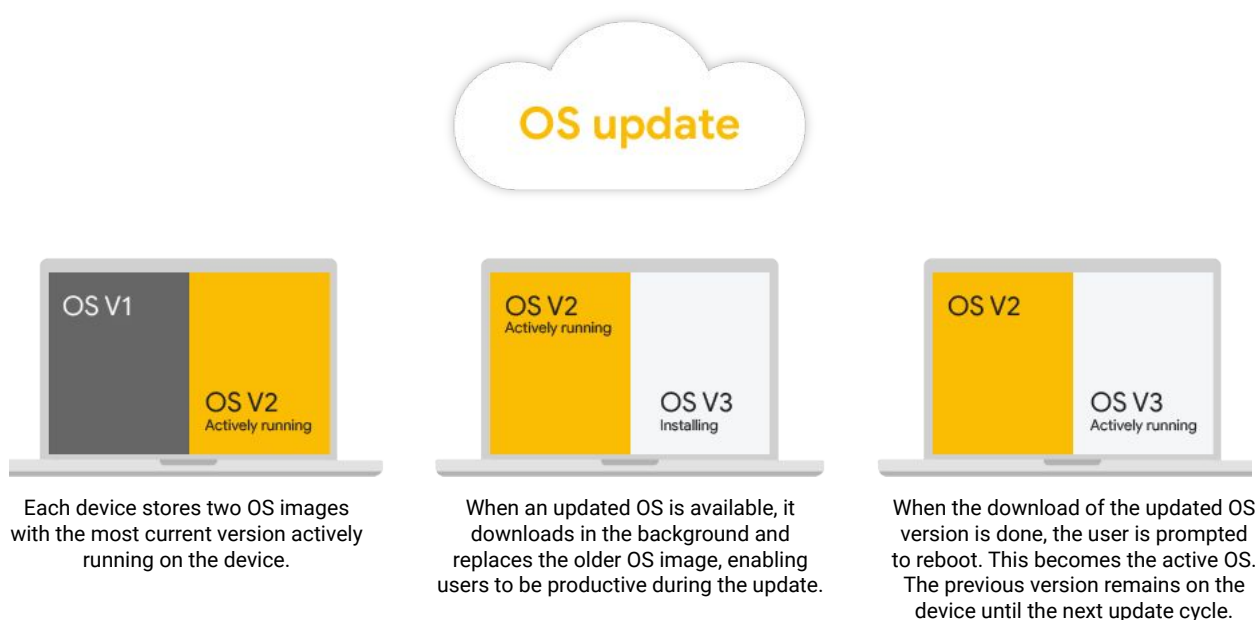 OS update
OS V1
OS V2
Actively running
Each device stores two OS images
with the most current version actively
running on the device.
OS V2
Actively running
OS V3
Installing
When an updated OS is available, it
downloads in the background and
replaces the older OS image, enabling
users to be productive during the update.
OS V2
OS V3
Actively running
When the download of the updated OS
version is done, the user is prompted
to reboot. This becomes the active OS.
The previous version remains on the
device until the next update cycle.